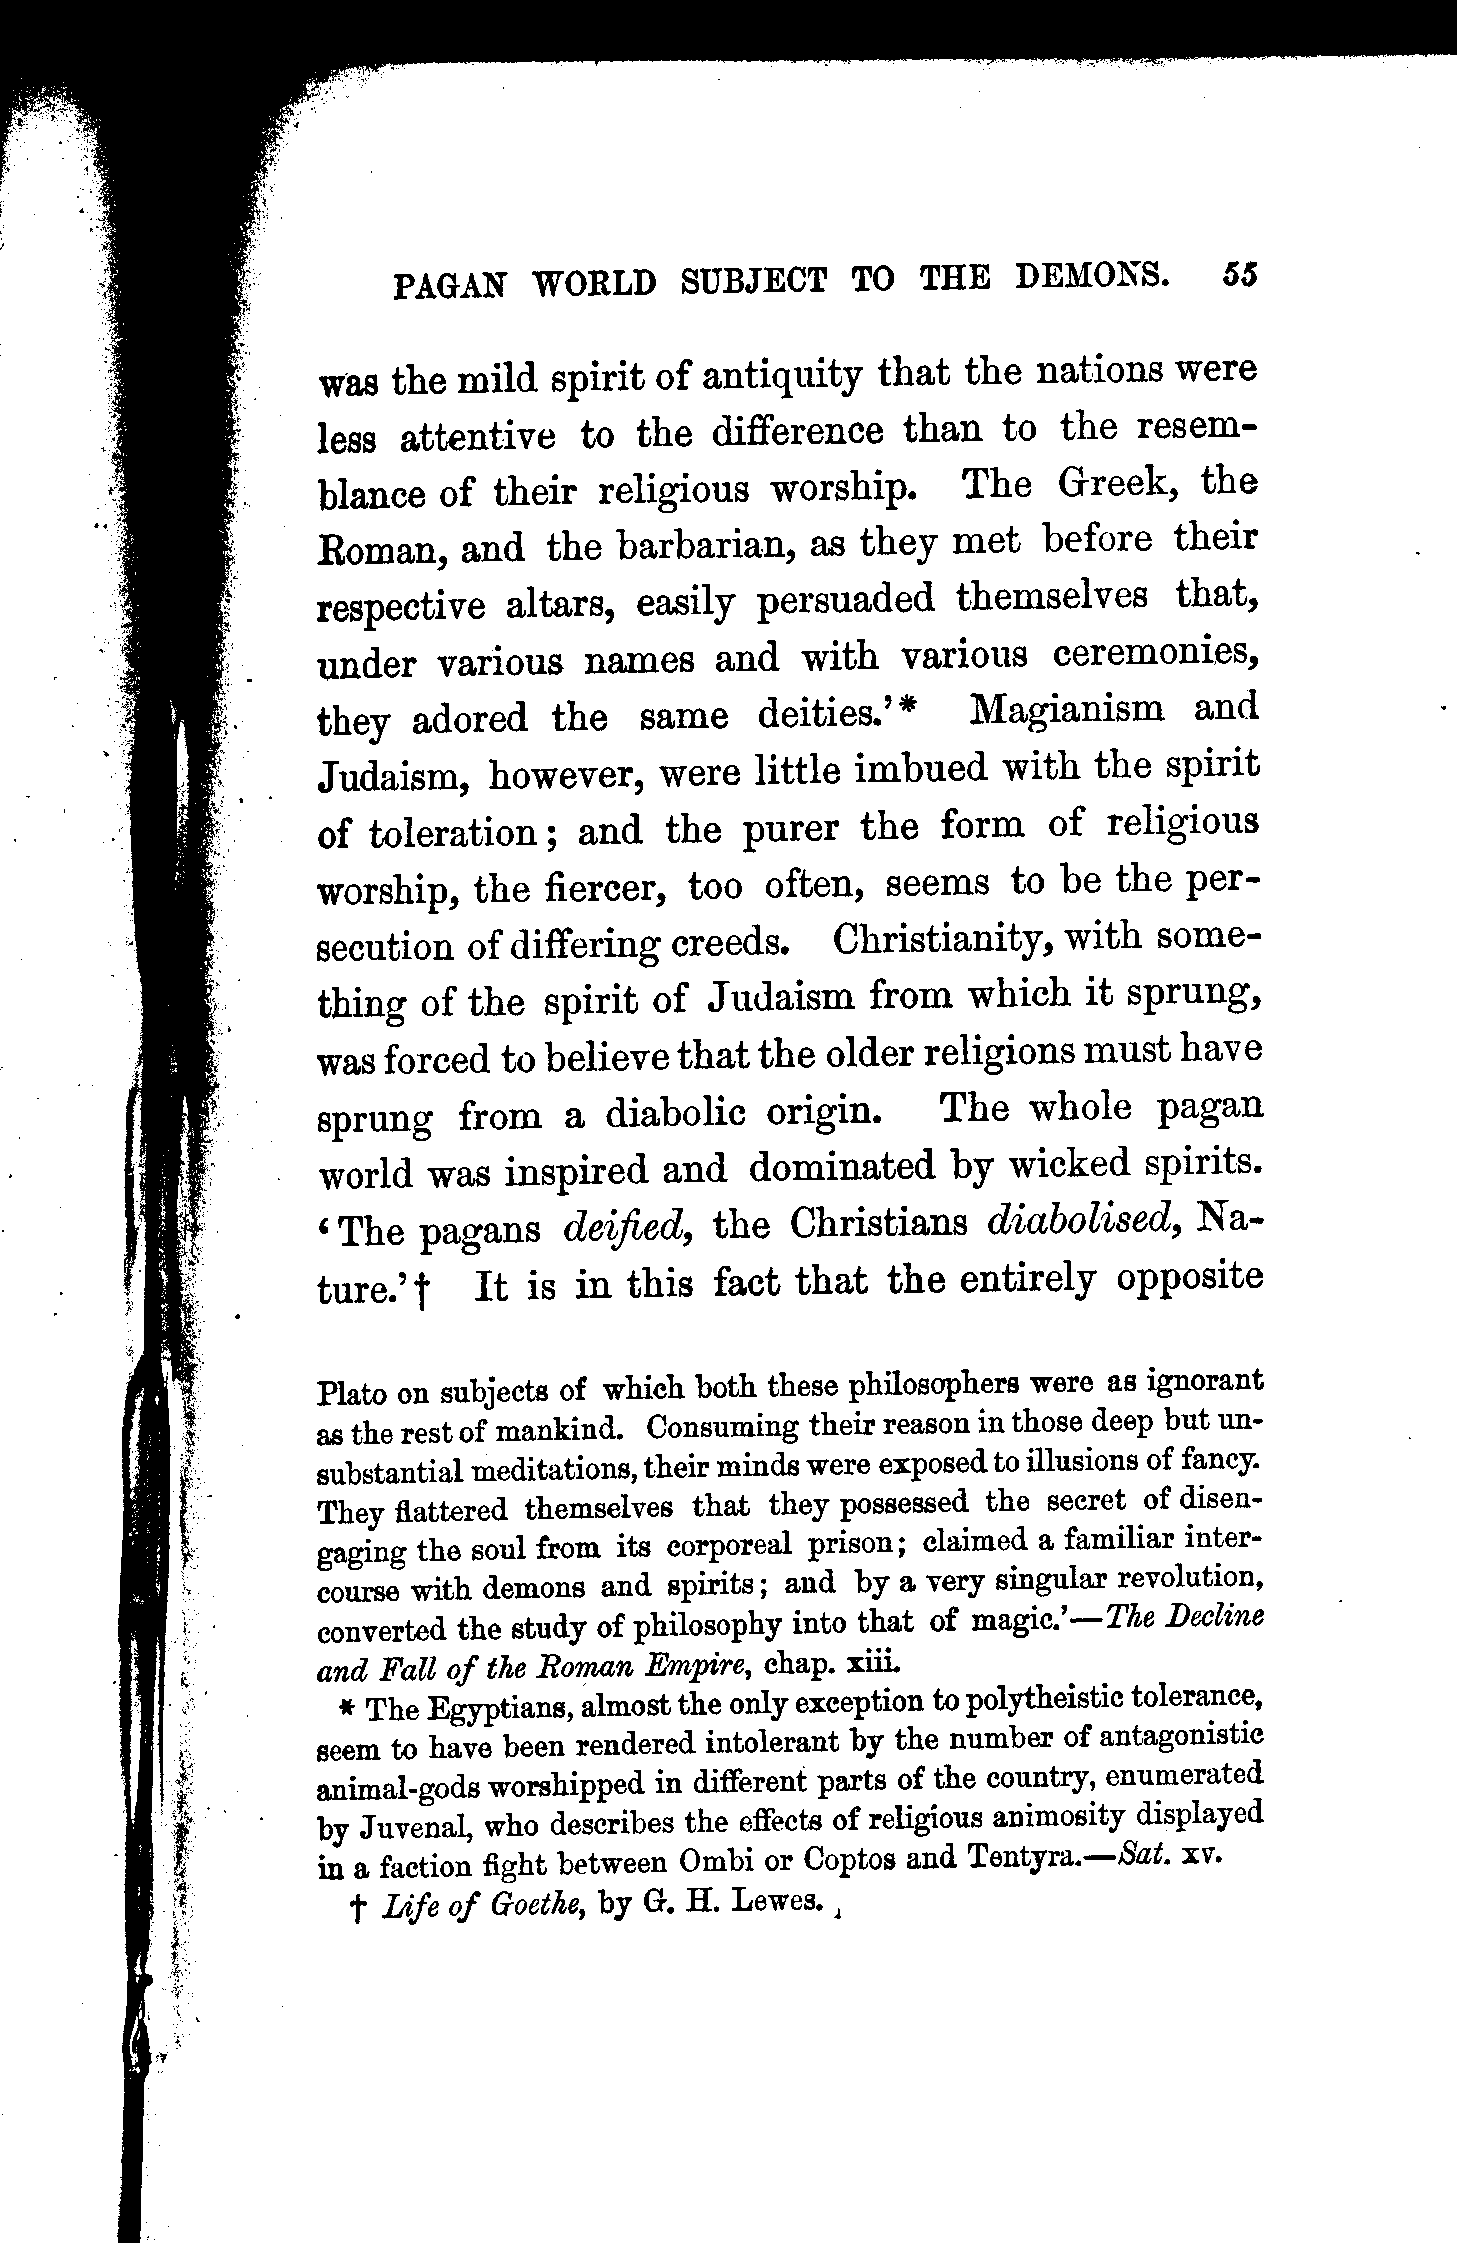 PAGAN WORLD SUBJECT TO THE DEMONS. 55
was the mild spirit of antiquity that the nations were
less attentive to the difference than to the resem-
blance of their religious worship. The Greek, the
Roman, and the barbarian, as they met before their
respective altars, easily persuaded themselves that,
under various names and with various ceremonies,
they adored the same deities.'* Magianism and
Judaism, however, were little imbued with the spirit
of toleration; and the purer the form of religious
worship, the fiercer, too often, seems to be the per-
secution of differing creeds. Christianity, with some-
thing of the spirit of Judaism from which it sprung,
was forced to believe that the older religions must have
sprung from a diabolic origin. The whole pagan
world was inspired and dominated by wicked spirits.
'The pagans deified, the Christians diabolised, Na-
ture.'† It is in this fact that the entirely opposite
Plato on subjects of which both these philosophers were as ignorant
as the rest of mankind. Consuming their reason in those deep but un-
substantial meditations, their minds were exposed to illusions of fancy.
They flattered themselves that they possessed the secret of disen-
gaging the soul from its corporeal prison; claimed a familiar inter-
course with demons and spirits; and by a very singular revolution,
converted the study of philosophy into that of magic.'—The Decline
and Fall of the Roman Empire, chap. xiii.
* The Egyptians, almost the only exception to polytheistic tolerance,
seem to have been rendered intolerant by the number of antagonistic
animal-gods worshipped in different parts of the country, enumerated
by Juvenal, who describes the effects of religious animosity displayed
in a faction fight between Ombi or Coptos and Tentyra.—Sat. xv.
† Life of Goethe, by G. H. Lewes.